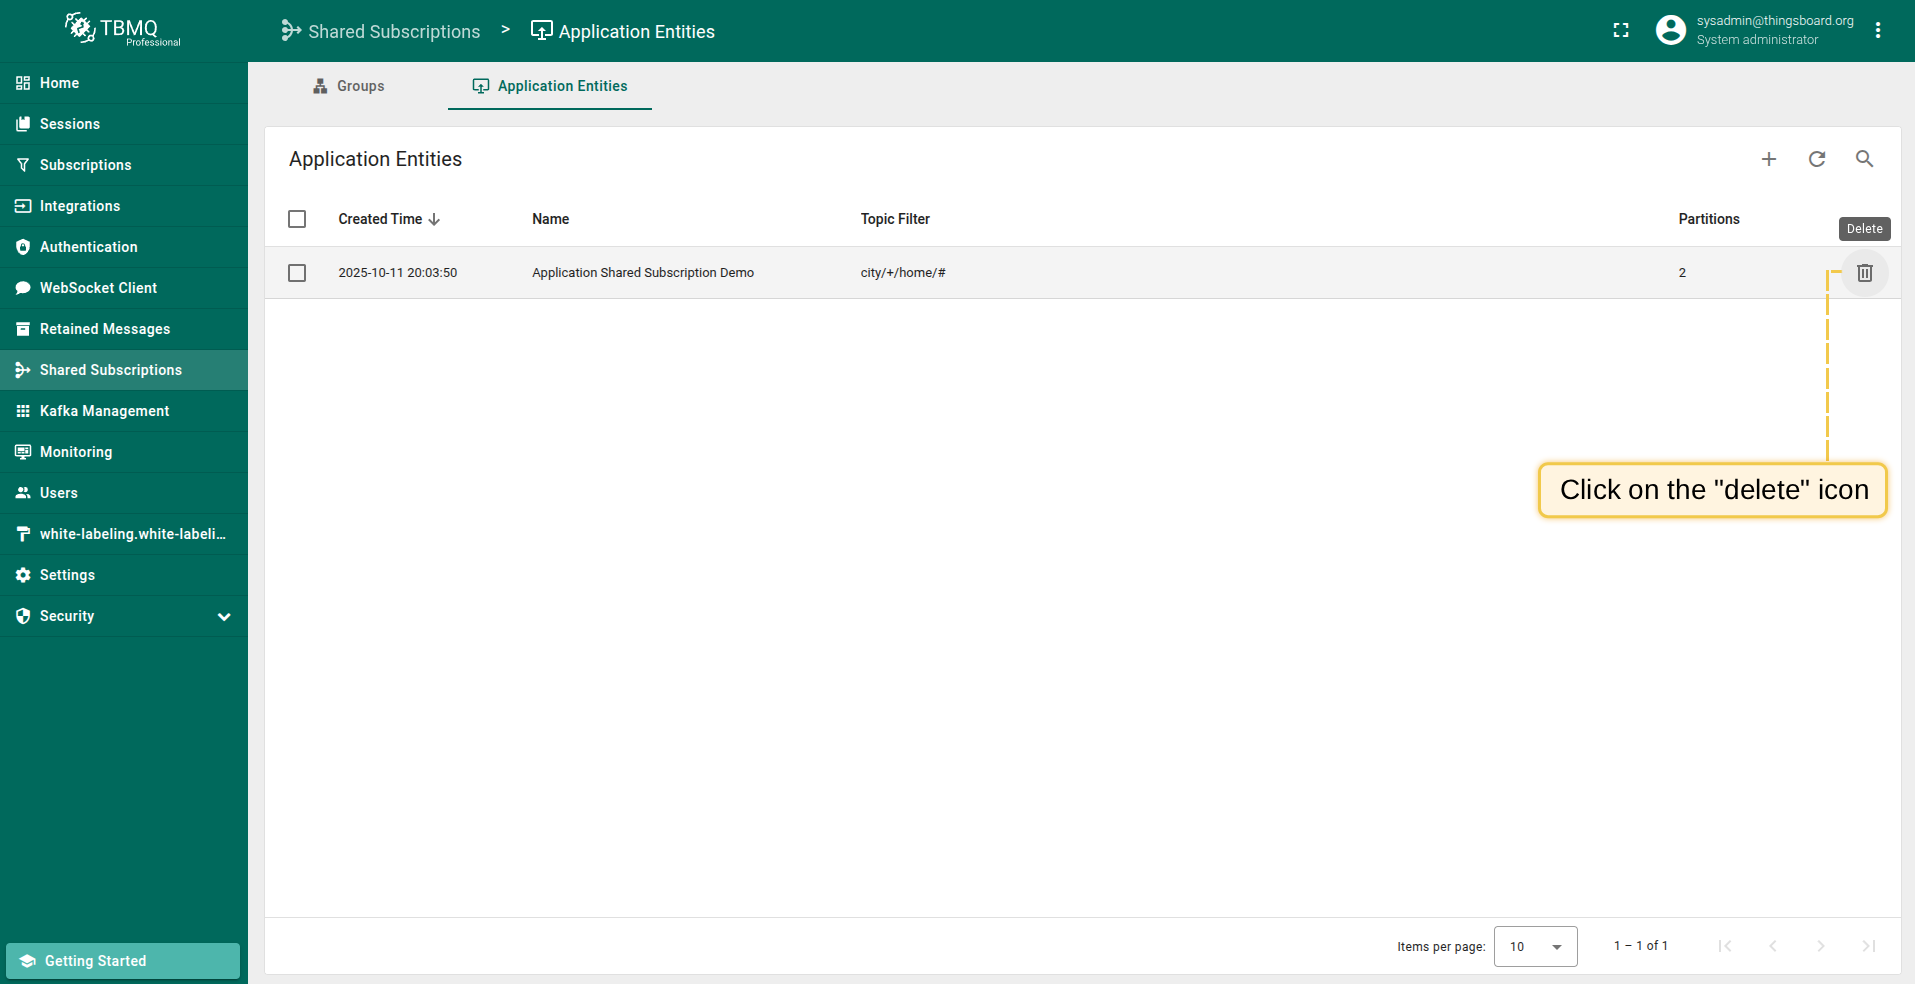 TBMQ
Professional
Shared Subscriptions > Application Entities
sysadmin@thingsboard.org
System administrator
Home
Sessions
Subscriptions
Integrations
Authentication
WebSocket Client
Retained Messages
Shared Subscriptions
Kafka Management
Monitoring
Users
white-labeling.white-labeli...
Settings
Security
Getting Started
Groups
Application Entities
Application Entities
Created Time Name Topic Filter Partitions
Delete
2025-10-11 20:03:50 Application Shared Subscription Demo city/+/home/# 2
Click on the "delete" icon
Items per page: 10 1 – 1 of 1